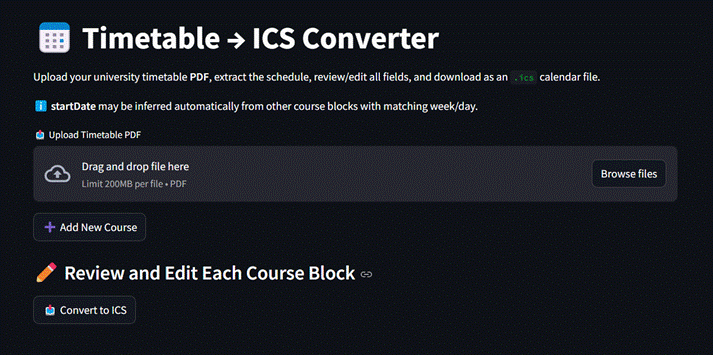 Timetable → ICS Converter
Upload your university timetable PDF, extract the schedule, review/edit all fields, and download as an .ics calendar file.
startDate may be inferred automatically from other course blocks with matching week/day.
Upload Timetable PDF
Drag and drop file here
Limit 200MB per file • PDF
Browse files
Add New Course
Review and Edit Each Course Block
Convert to ICS